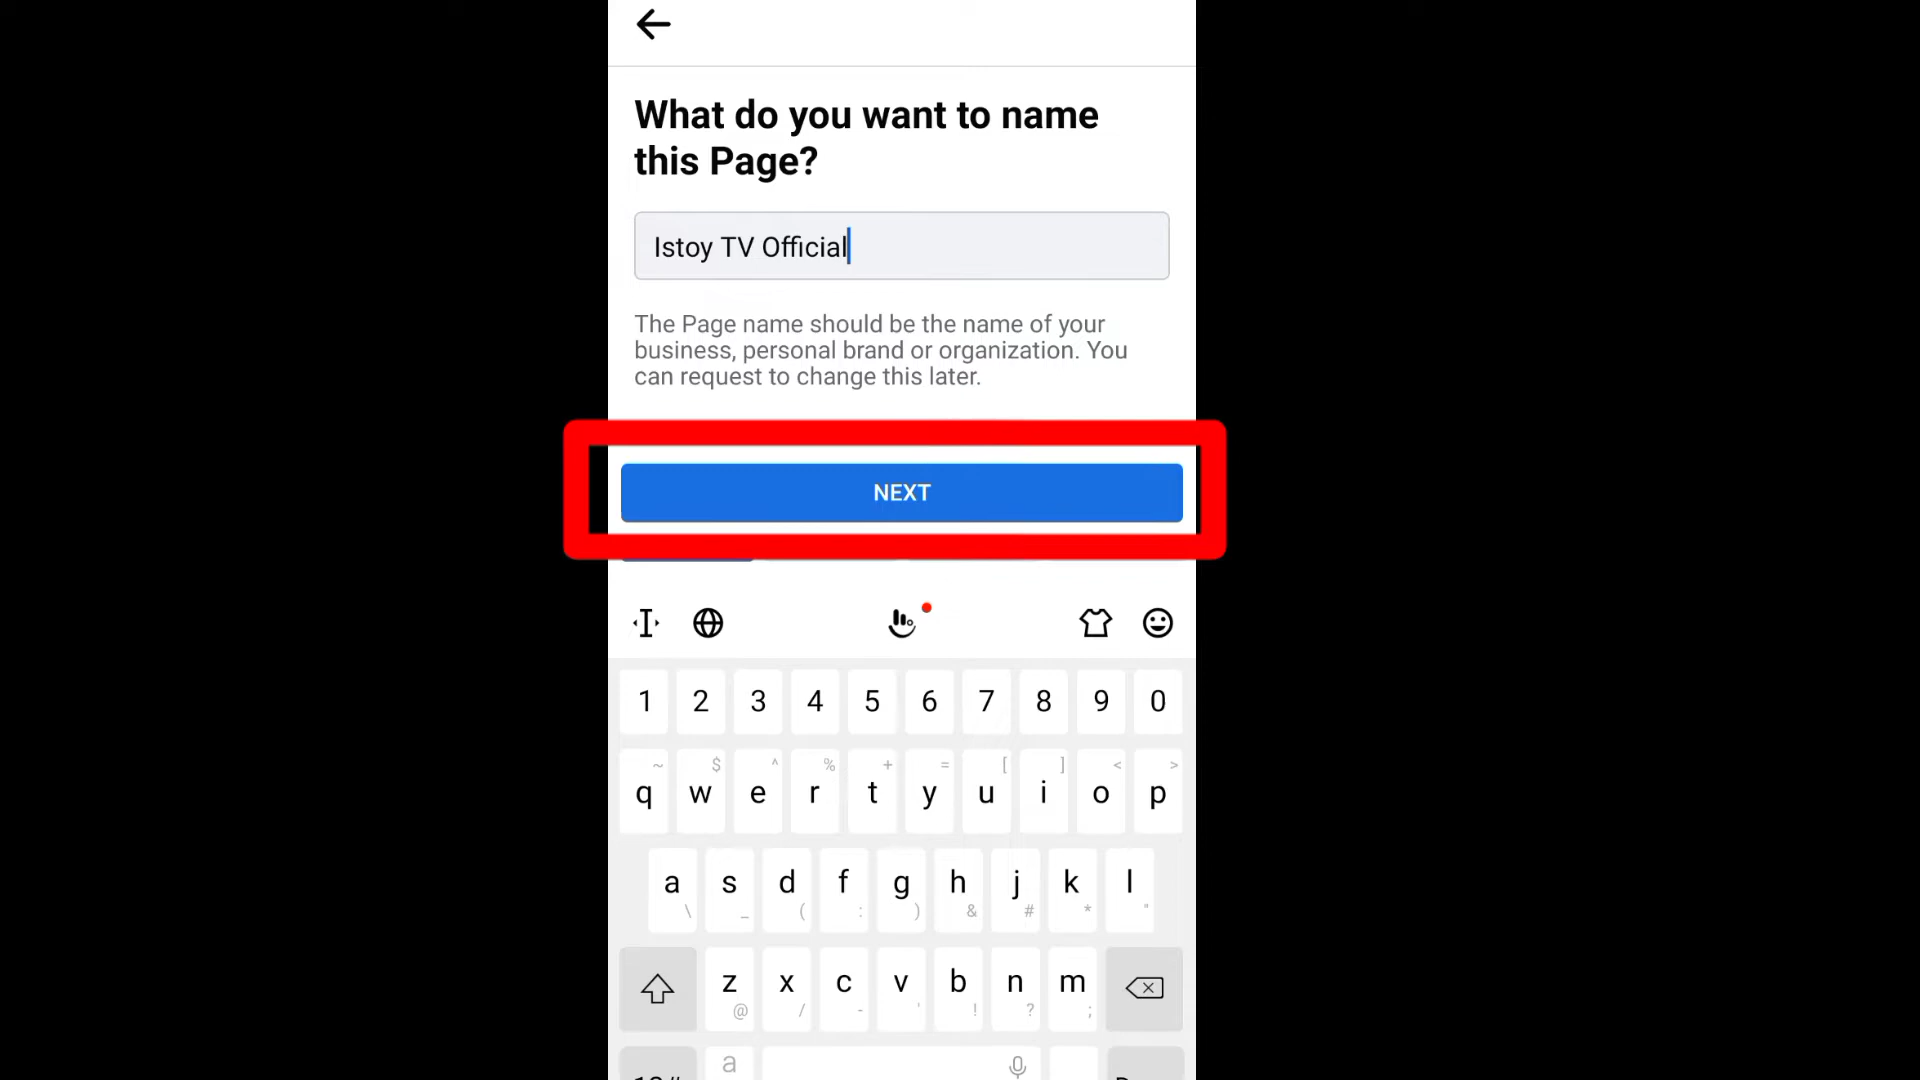 What do you want to name
this Page?
Istoy TV Official
The Page name should be the name of your
business, personal brand or organization. You
can request to change this later.
NEXT
1 2 3 4 5 6 7 8 9 0
~ $ ^ % + = [ ] < >
q w e r t y u i o p
a s d f g h j k l
\ _ ( : ) & # * "
z x c v b n m
@ / - ' ! ? ;
a